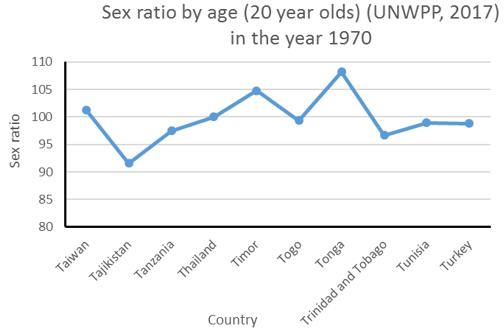 Sex ratio by age (20 year olds) (UNWPP, 2017)
in the year 1970
110
105
100
95
90
85
80
Sex ratio
Taiwan
Tajikistan
Tanzania
Thailand
Timor
Togo
Tonga
Trinidad and Tobago
Tunisia
Turkey
Country